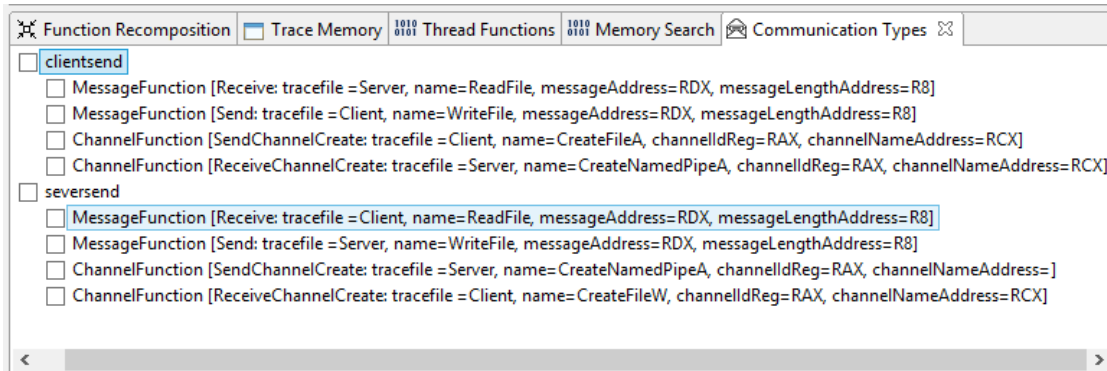 Function Recomposition Trace Memory 1010 0101 Thread Functions 1010 0101 Memory Search Communication Types
clientsend
MessageFunction [Receive: tracefile =Server, name=ReadFile, messageAddress=RDX, messageLengthAddress=R8]
MessageFunction [Send: tracefile =Client, name=WriteFile, messageAddress=RDX, messageLengthAddress=R8]
ChannelFunction [SendChannelCreate: tracefile =Client, name=CreateFileA, channelIdReg=RAX, channelNameAddress=RCX]
ChannelFunction [ReceiveChannelCreate: tracefile =Server, name=CreateNamedPipeA, channelIdReg=RAX, channelNameAddress=RCX]
seversend
MessageFunction [Receive: tracefile =Client, name=ReadFile, messageAddress=RDX, messageLengthAddress=R8]
MessageFunction [Send: tracefile =Server, name=WriteFile, messageAddress=RDX, messageLengthAddress=R8]
ChannelFunction [SendChannelCreate: tracefile =Server, name=CreateNamedPipeA, channelIdReg=RAX, channelNameAddress=]
ChannelFunction [ReceiveChannelCreate: tracefile =Client, name=CreateFileW, channelIdReg=RAX, channelNameAddress=RCX]